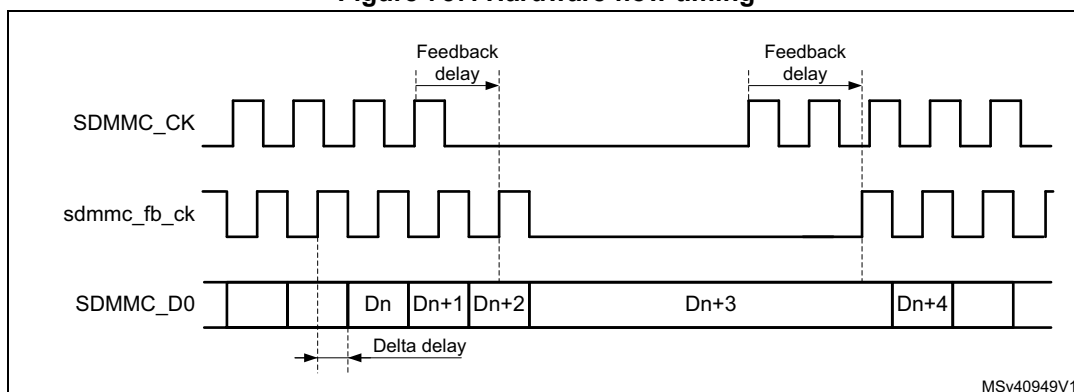 Figure
Hardware flow timing
Feedback
delay
Feedback
delay
SDMMC_CK
sdmmc_fb_ck
SDMMC_D0
Dn
Dn+1
Dn+2
Dn+3
Dn+4
Delta delay
MSv40949V1